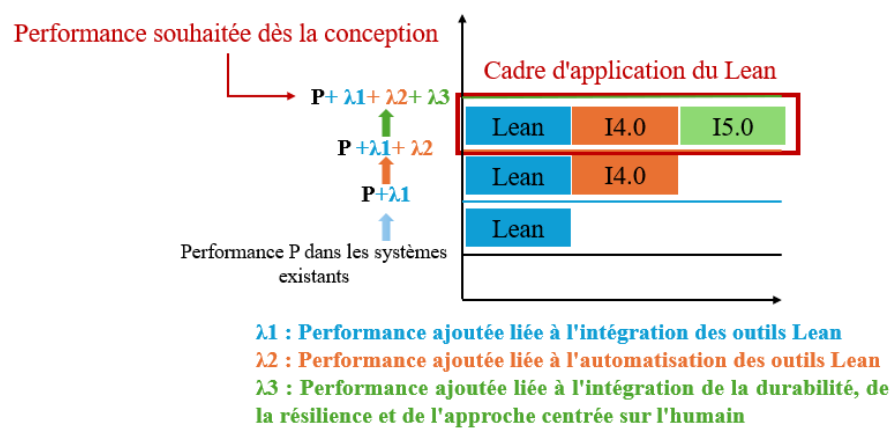 Performance souhaitée dès la conception
Cadre d'application du Lean
P+ λ1+ λ2+ λ3
Lean I4.0 I5.0
P +λ1+ λ2
Lean I4.0
P+λ1
Lean
Performance P dans les systèmes
existants
λ1 : Performance ajoutée liée à l'intégration des outils Lean
λ2 : Performance ajoutée liée à l'automatisation des outils Lean
λ3 : Performance ajoutée liée à l'intégration de la durabilité, de
la résilience et de l'approche centrée sur l'humain